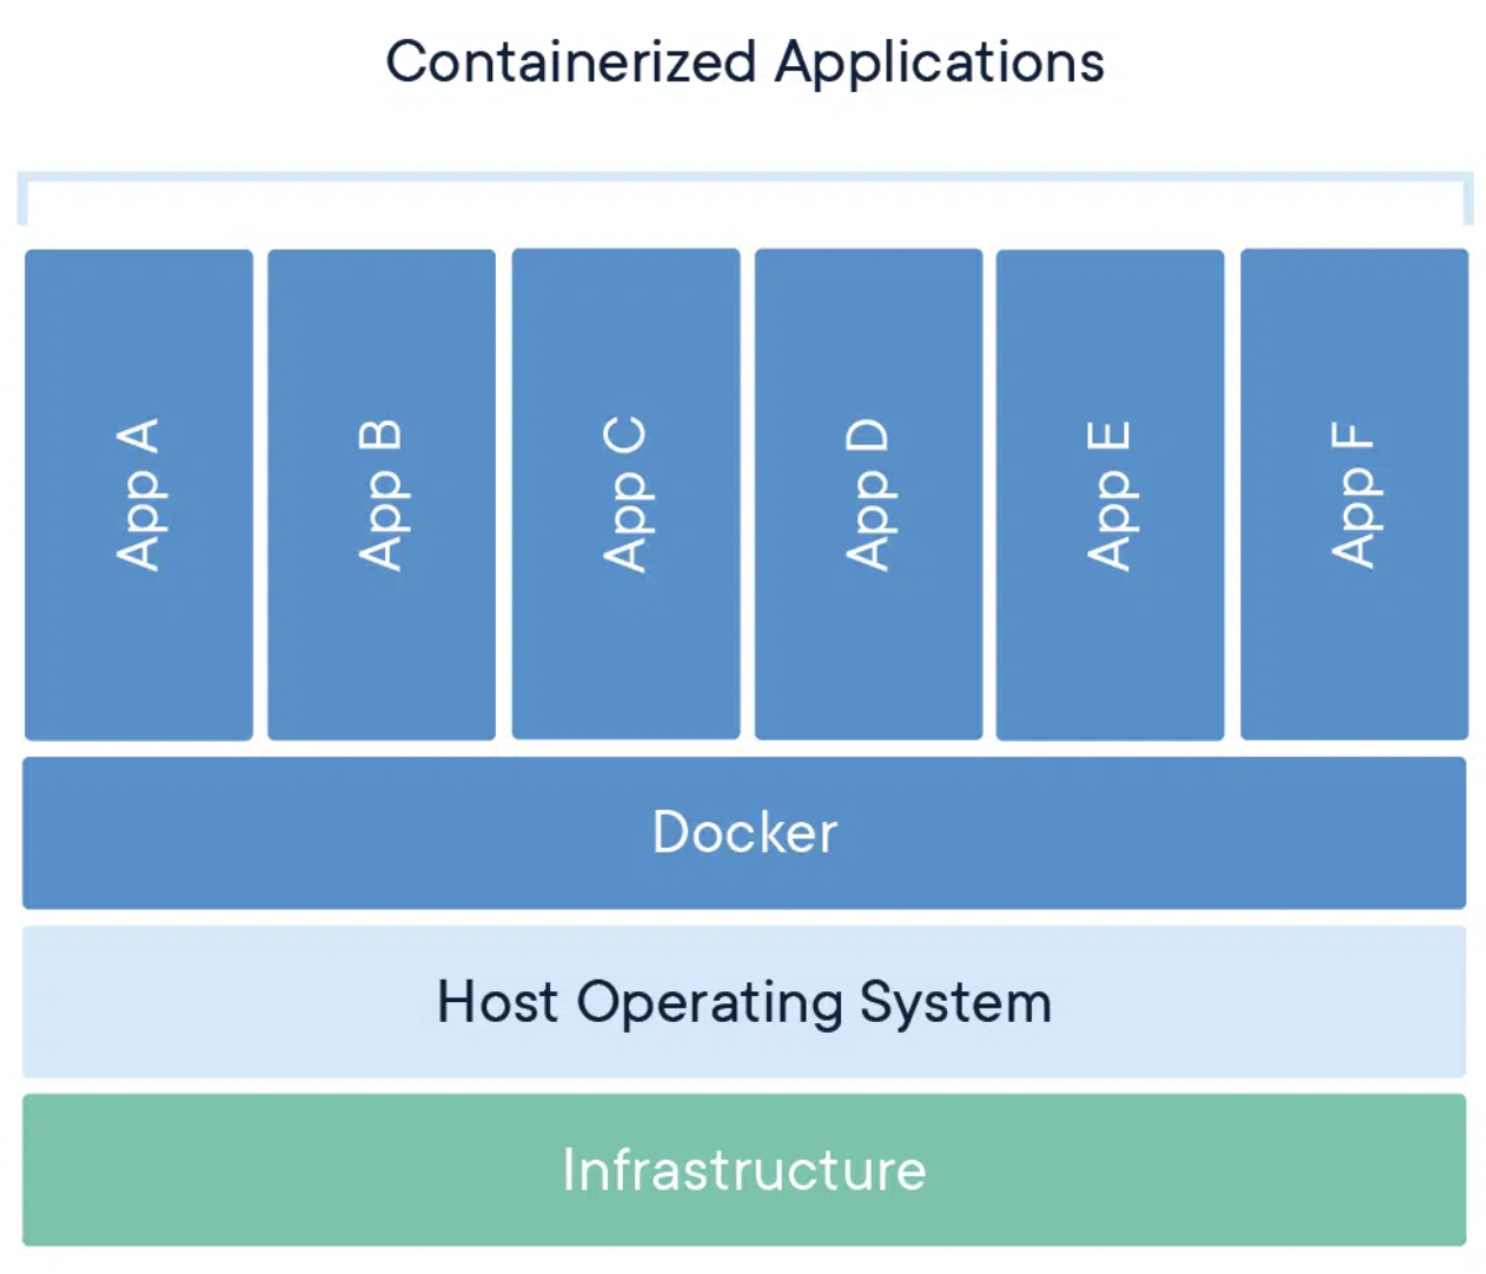 Containerized Applications
App A
App B
App C
App D
App E
App F
Docker
Host Operating System
Infrastructure